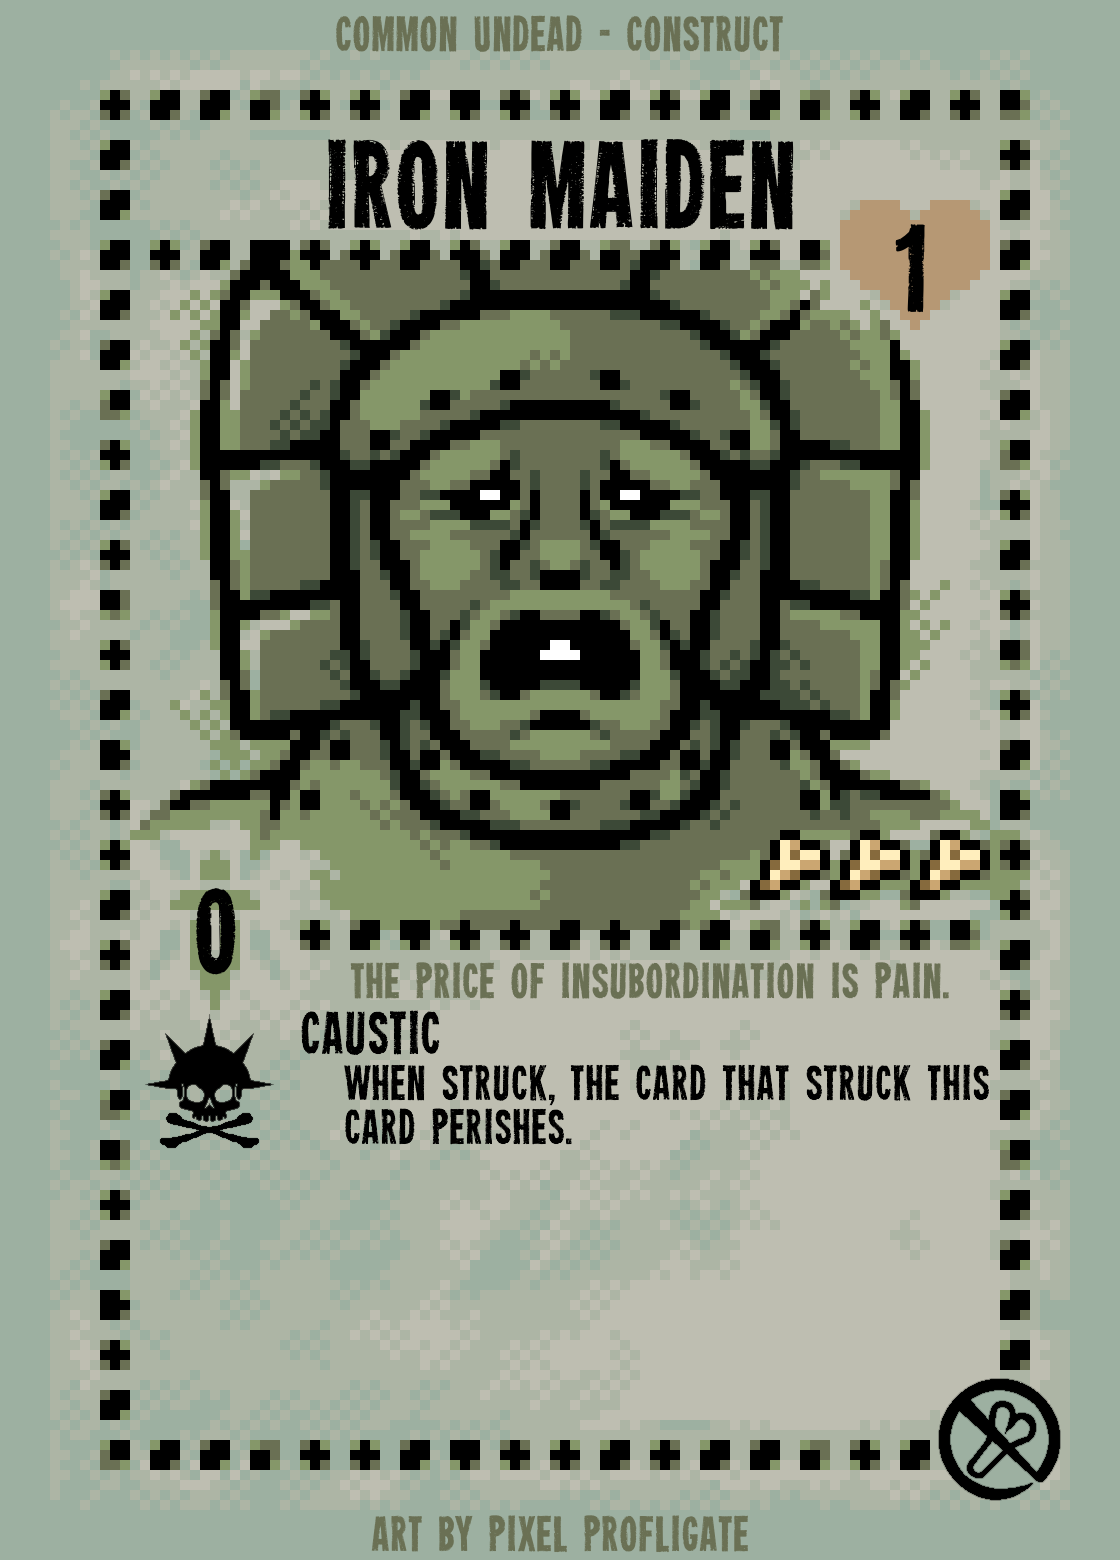 COMMON UNDEAD - CONSTRUCT
IRON MAIDEN
1
0
THE PRICE OF INSUBORDINATION IS PAIN.
CAUSTIC
WHEN STRUCK, THE CARD THAT STRUCK THIS
CARD PERISHES.
ART BY PIXEL PROFLIGATE